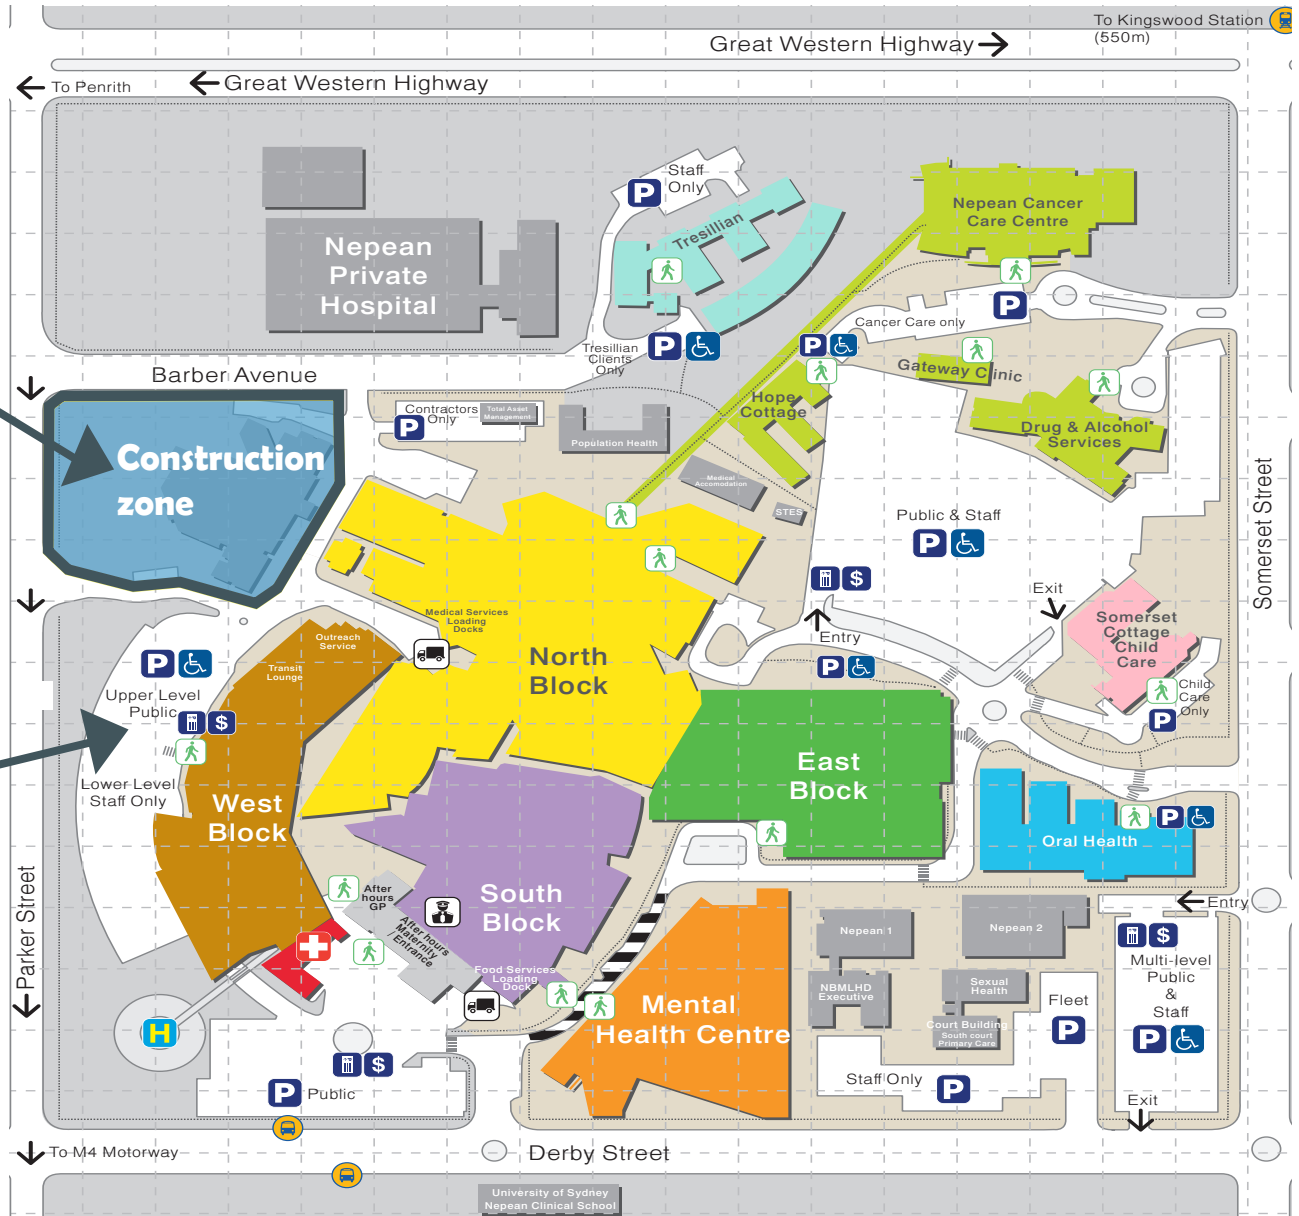 To Kingswood Station
(550m)
Great Western Highway
To Penrith
Great Western Highway
Staff
Only
P
Nepean Cancer
Care Centre
Tresillian
Nepean
Private
Hospital
P
Cancer Care only
Tresillian
Clients
Only
P
P
Gateway Clinic
Barber Avenue
Hope
Cottage
Contractors
Only
P
Total Asset
Management
Population Health
Drug & Alcohol
Services
Construction
zone
Medical
Accomodation
STES
Public & Staff
P
Somerset Street
$
Exit
Entry
P
Somerset
Cottage
Child
Care
Child
Care
Only
P
Medical Services
Loading
Docks
Outreach
Service
Transit
Lounge
North
Block
P
Upper Level
Public
$
Lower Level
Staff Only
West
Block
East
Block
Oral Health
P
Parker Street
After
hours
GP
After hours
Maternity
Entrance
South
Block
Food Services
Loading
Dock
Entry
$
Multi-level
Public
&
Staff
P
Exit
Nepean 1
Nepean 2
NBMLHD
Executive
Sexual
Health
Court Building
South court
Primary Care
Fleet
P
Staff Only
P
Mental
Health Centre
H
$
P
Public
To M4 Motorway
Derby Street
University of Sydney
Nepean Clinical School